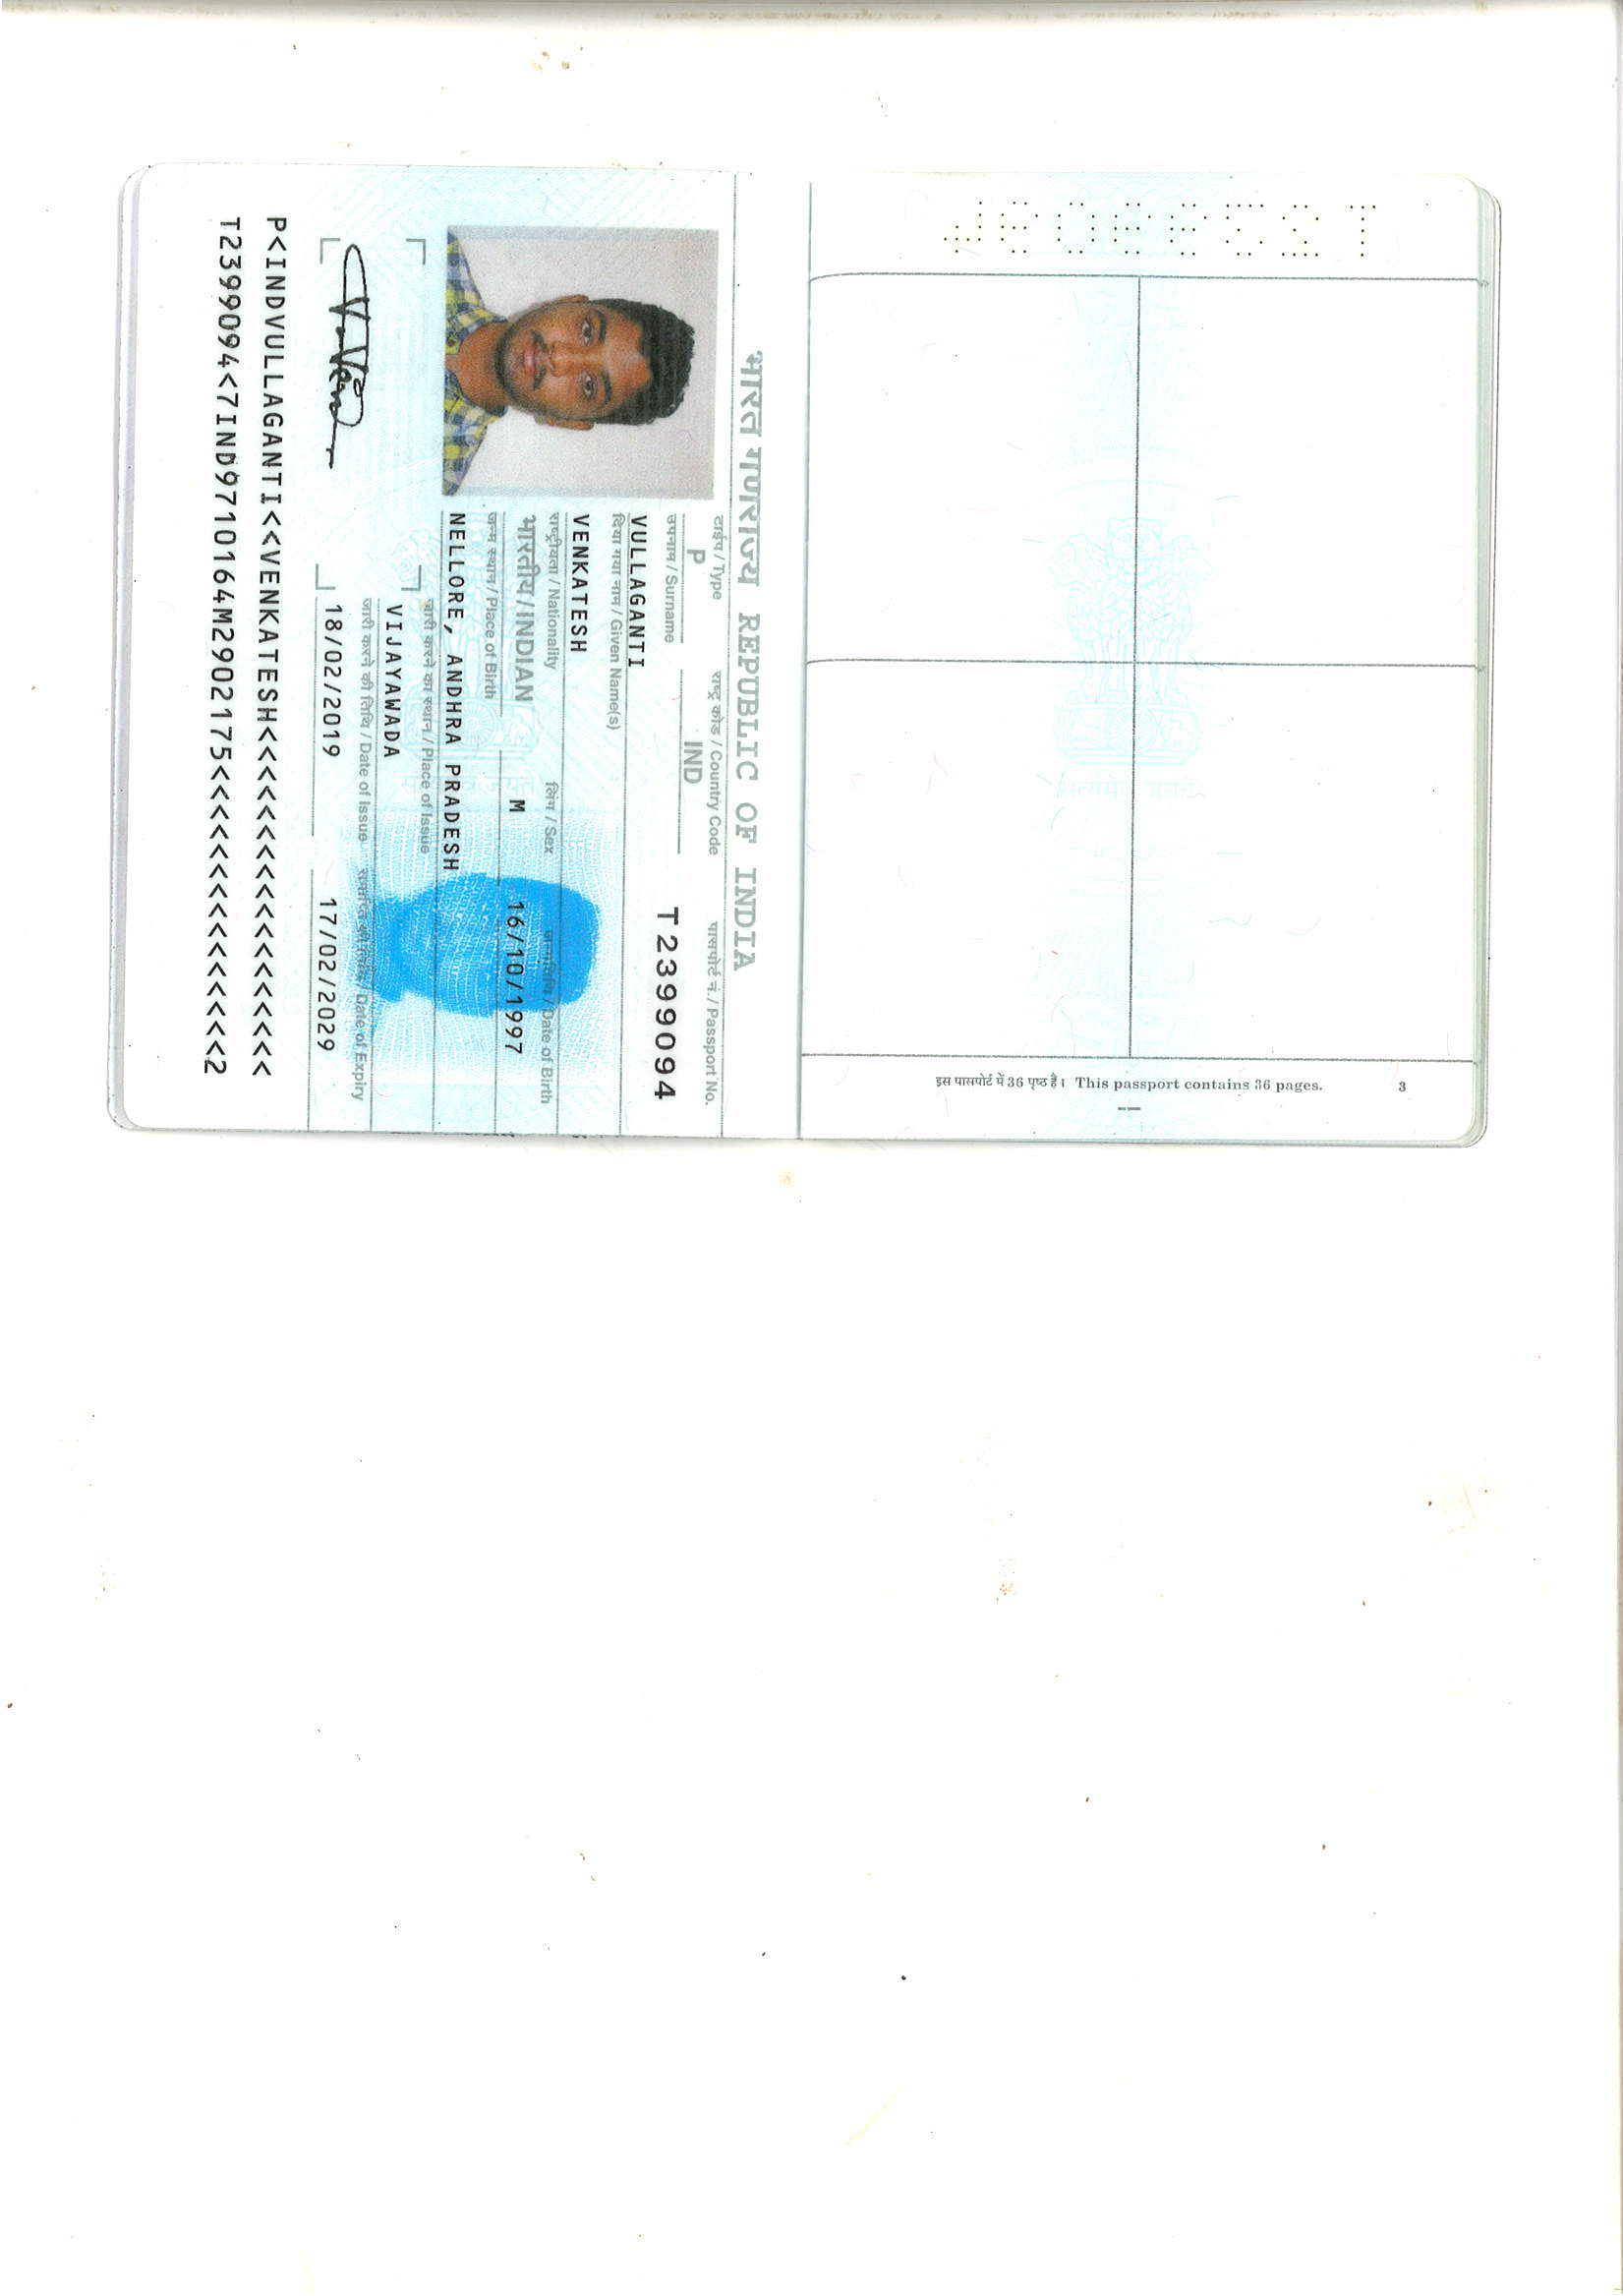 3
इस पासपोर्ट में 36 पृष्ठ हैं। This passport contains 36 pages.
T2399094
भारत गणराज्य REPUBLIC OF INDIA
टाईप / Type राष्ट्र कोड / Country Code पासपोर्ट नं. / Passport No.
P IND T2399094
उपनाम / Surname
VULLAGANTI
दिया गया नाम / Given Name(s)
VENKATESH
राष्ट्रीयता / Nationality लिंग / Sex जन्मतिथि / Date of Birth
भारतीय / INDIAN M 16/10/1997
जन्म स्थान / Place of Birth
NELLORE, ANDHRA PRADESH
जारी करने का स्थान / Place of Issue
VIJAYAWADA
जारी करने की तिथि / Date of Issue समाप्ति की तिथि / Date of Expiry
18/02/2019 17/02/2029
P<INDVULLAGANTI<<VENKATESH<<<<<<<<<<<<<<<<<<
T2399094<7IND9710164M2902175<<<<<<<<<<<<<<<2